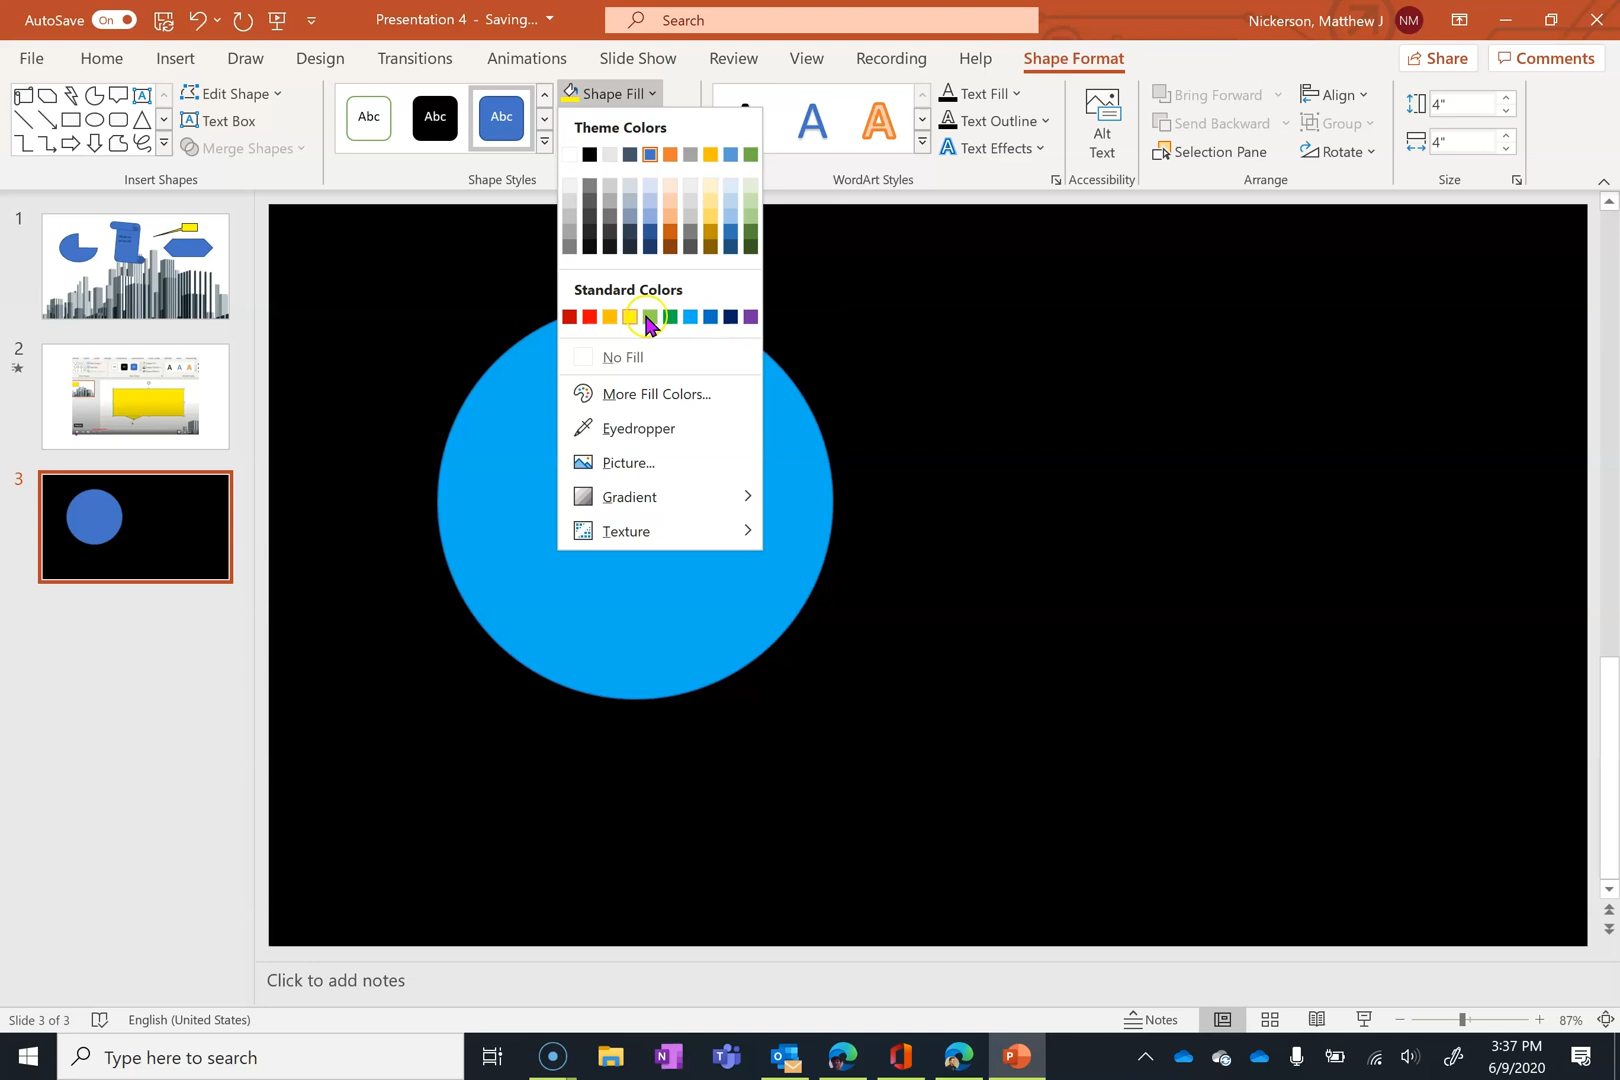 AutoSave On Presentation 4 - Saving... Search Nickerson, Matthew J NM
File Home Insert Draw Design Transitions Animations Slide Show Review View Recording Help Shape Format Share Comments
Edit Shape
Text Box
Merge Shapes
Insert Shapes
Abc Abc Abc
Shape Styles
Shape Fill
Theme Colors
Standard Colors
No Fill
More Fill Colors...
Eyedropper
Picture...
Gradient
Texture
A A
Text Fill
Text Outline
Text Effects
WordArt Styles
Alt
Text
Accessibility
Bring Forward
Send Backward
Selection Pane
Align
Group
Rotate
Arrange
4"
4"
Size
1
2
3
Click to add notes
Slide 3 of 3 English (United States) Notes 87%
Type here to search
3:37 PM
6/9/2020